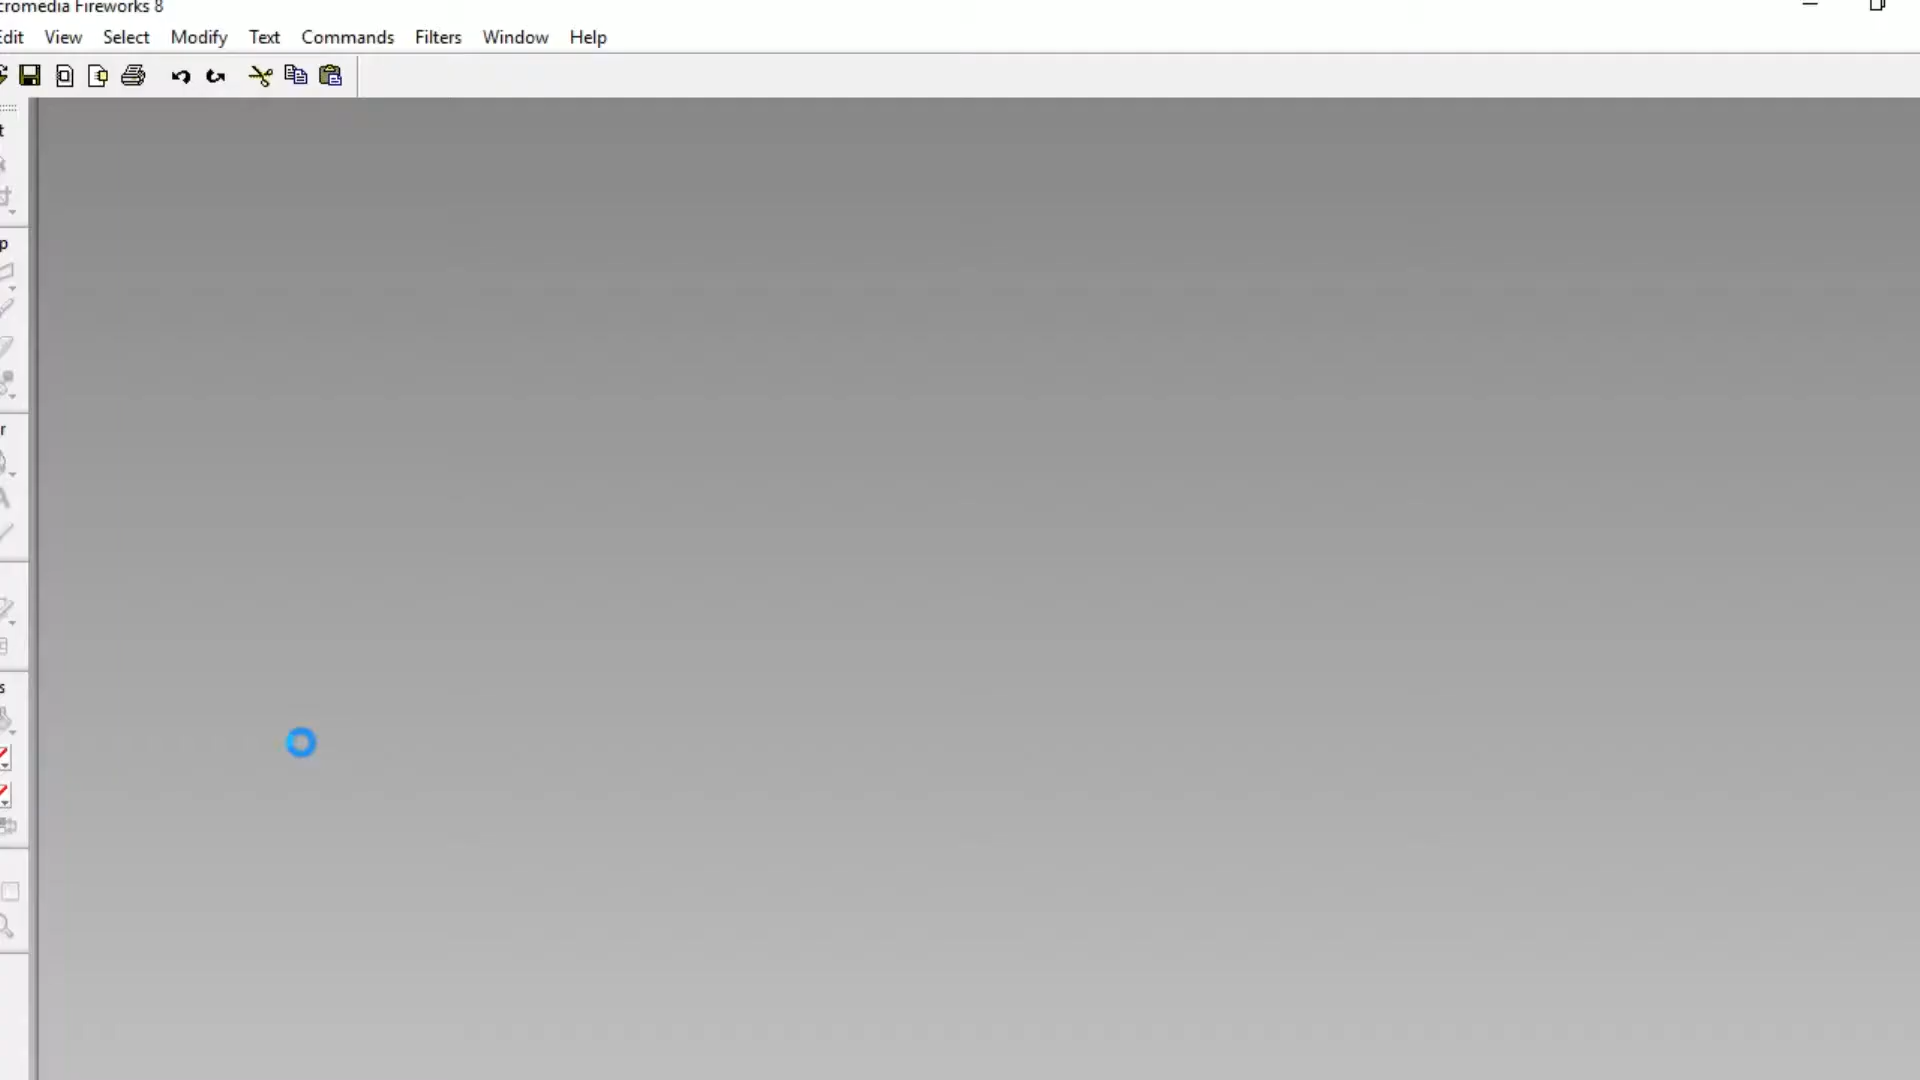 cromedia Fireworks 8
Edit View Select Modify Text Commands Filters Window Help
t
p
r
s